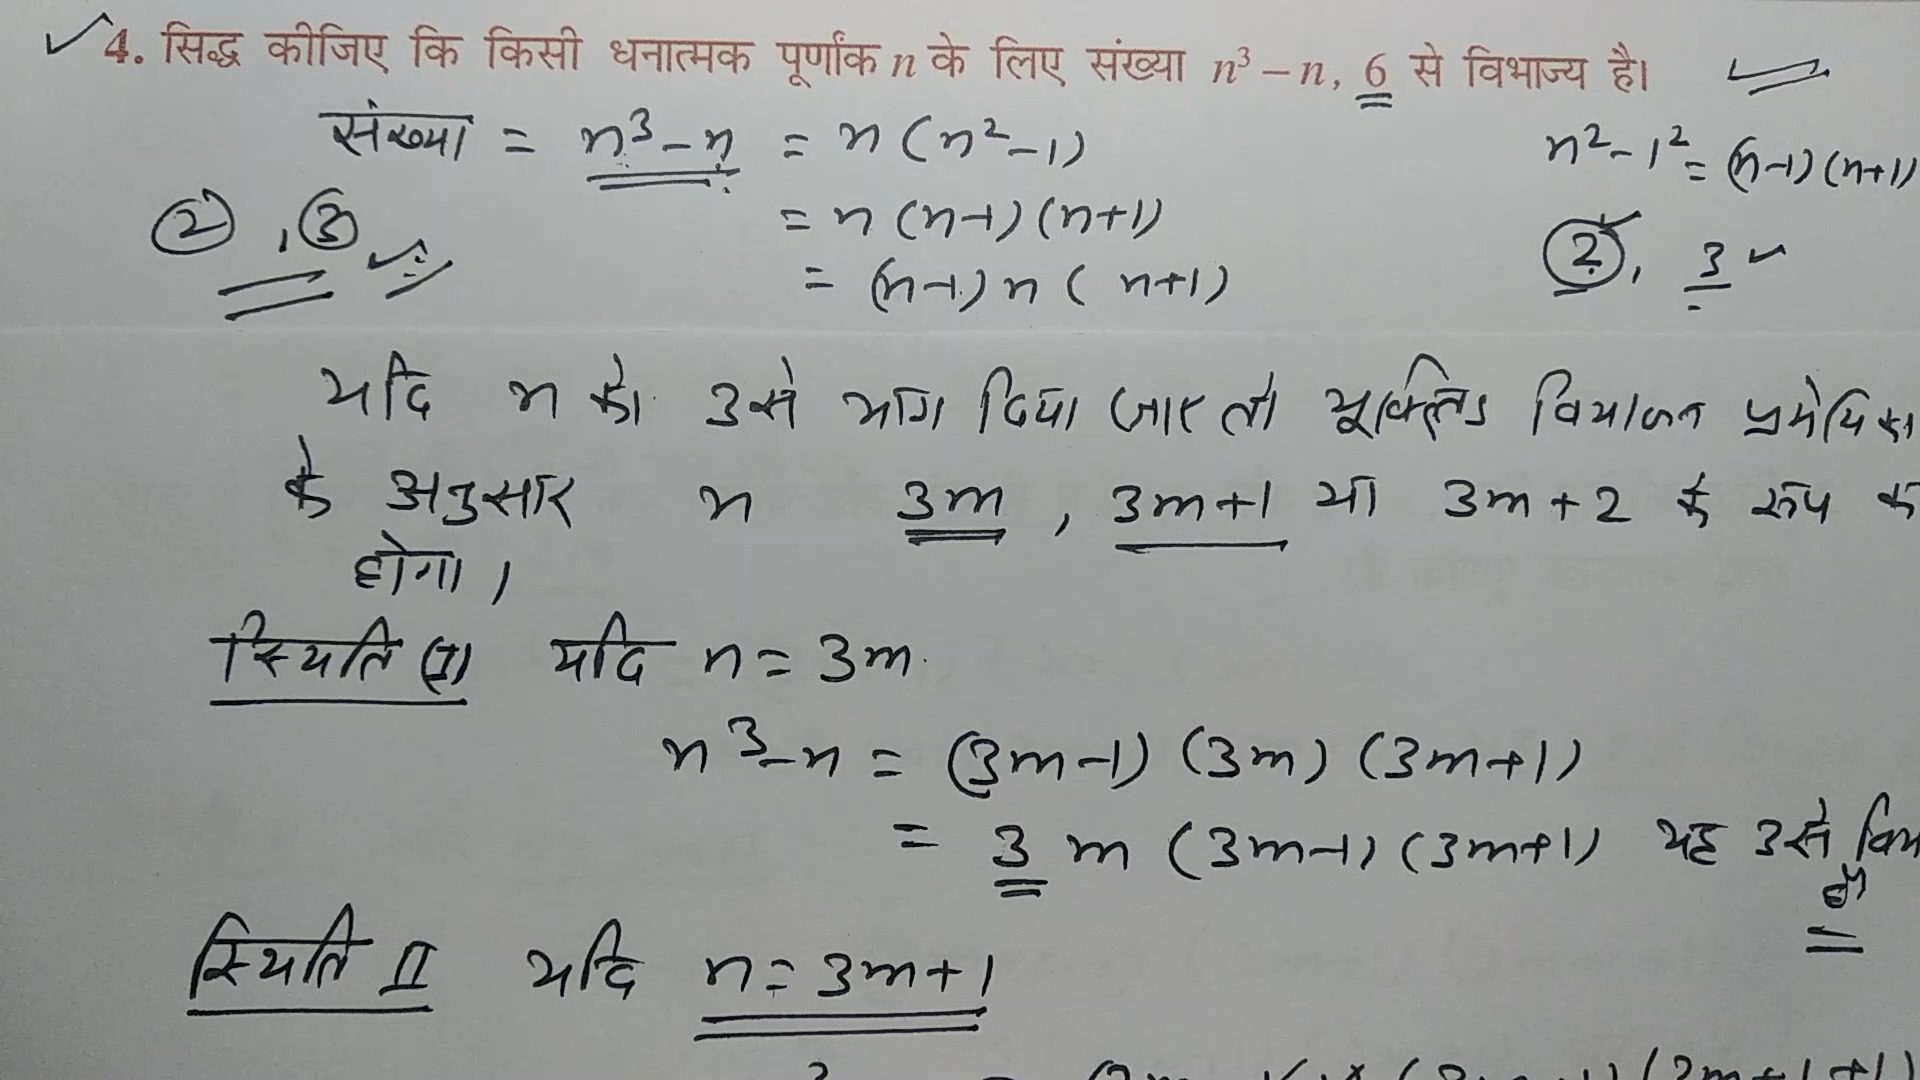 4. सिद्ध कीजिए कि किसी धनात्मक पूर्णांक n के लिए संख्या n³ – n, 6 से विभाज्य है।
संख्या = n³ – n = n (n² – 1)
n² – 1² = (n–1) (n+1)
= n (n–1) (n+1)
2 , 3
2 , 3
= (n–1) n ( n+1)
यदि n को 3 से भाग दिया जाए तो यूक्लिड विभाजन प्रमेयिका
के अनुसार n 3m , 3m+1 या 3m+2 के रूप
होगा ।
स्थिति (I) यदि n = 3m
n³ – n = (3m–1) (3m) (3m+1)
= 3 m (3m–1) (3m+1) यह 3 से
है
स्थिति II यदि n = 3m+1